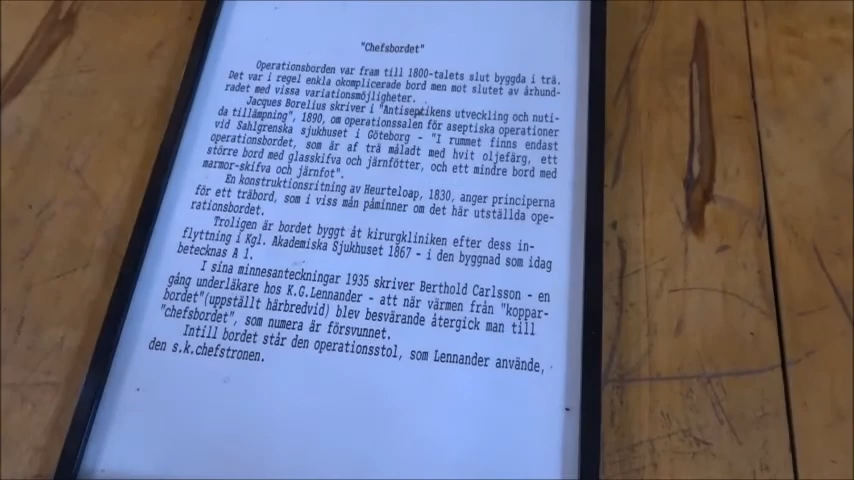 "Chefsbordet"
Operationsborden var fram till 1800-talets slut byggda i trä.
Det var i regel enkla okomplicerade bord men mot slutet av århund-
radet med vissa variationsmöjligheter.
Jacques Borelius skriver i "Antiseptikens utveckling och nuti-
da tillämpning", 1890, om operationssalen för aseptiska operationer
vid Sahlgrenska sjukhuset i Göteborg - "I rummet finns endast
operationsbordet, som är af trä måladt med hvit oljefärg, ett
större bord med glasskifva och järnfötter, och ett mindre bord med
marmor-skifva och järnfot".
En konstruktionsritning av Heurteloap, 1830, anger principerna
för ett träbord, som i viss mån påminner om det här utställda ope-
rationsbordet.
Troligen är bordet byggt åt kirurgkliniken efter dess in-
flyttning i Kgl. Akademiska Sjukhuset 1867 - i den byggnad som idag
betecknas A 1.
I sina minnesanteckningar 1935 skriver Berthold Carlsson - en
gång underläkare hos K.G.Lennander - att när värmen från "koppar-
bordet"(uppställt härbredvid) blev besvärande återgick man till
"chefsbordet", som numera är försvunnet.
Intill bordet står den operationsstol, som Lennander använde,
den s.k.chefstronen.